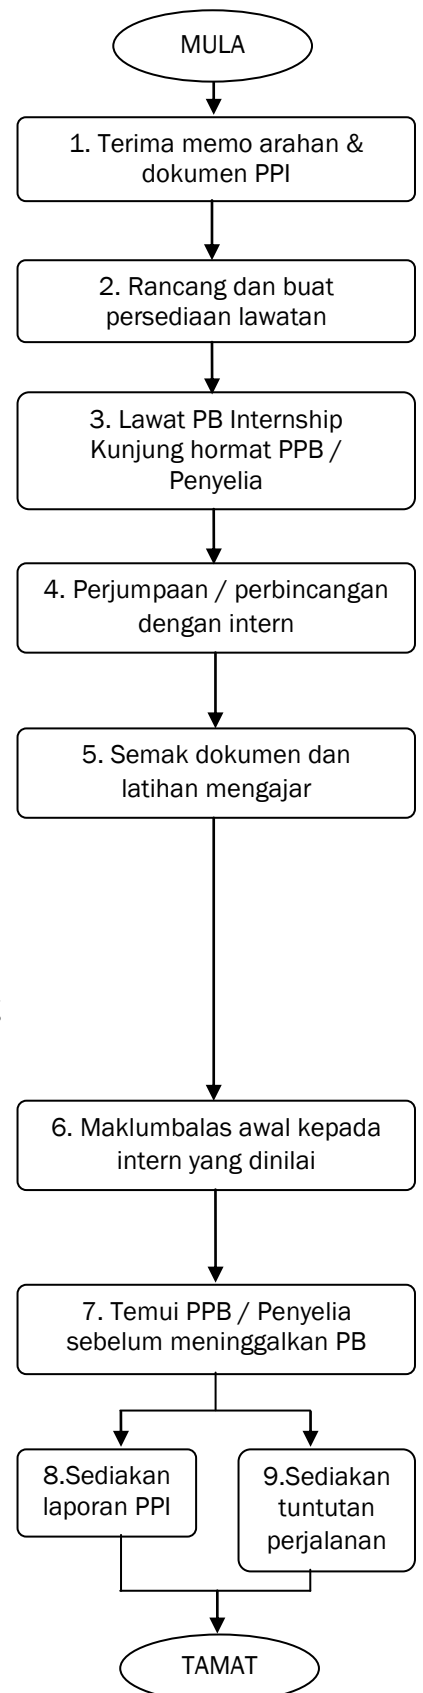 MULA
1. Terima memo arahan &
dokumen PPI
2. Rancang dan buat
persediaan lawatan
3. Lawat PB Internship
Kunjung hormat PPB /
Penyelia
4. Perjumpaan / perbincangan
dengan intern
5. Semak dokumen dan
latihan mengajar
6. Maklumbalas awal kepada
intern yang dinilai
7. Temui PPB / Penyelia
sebelum meninggalkan PB
8.Sediakan
laporan PPI
9.Sediakan
tuntutan
perjalanan
TAMAT